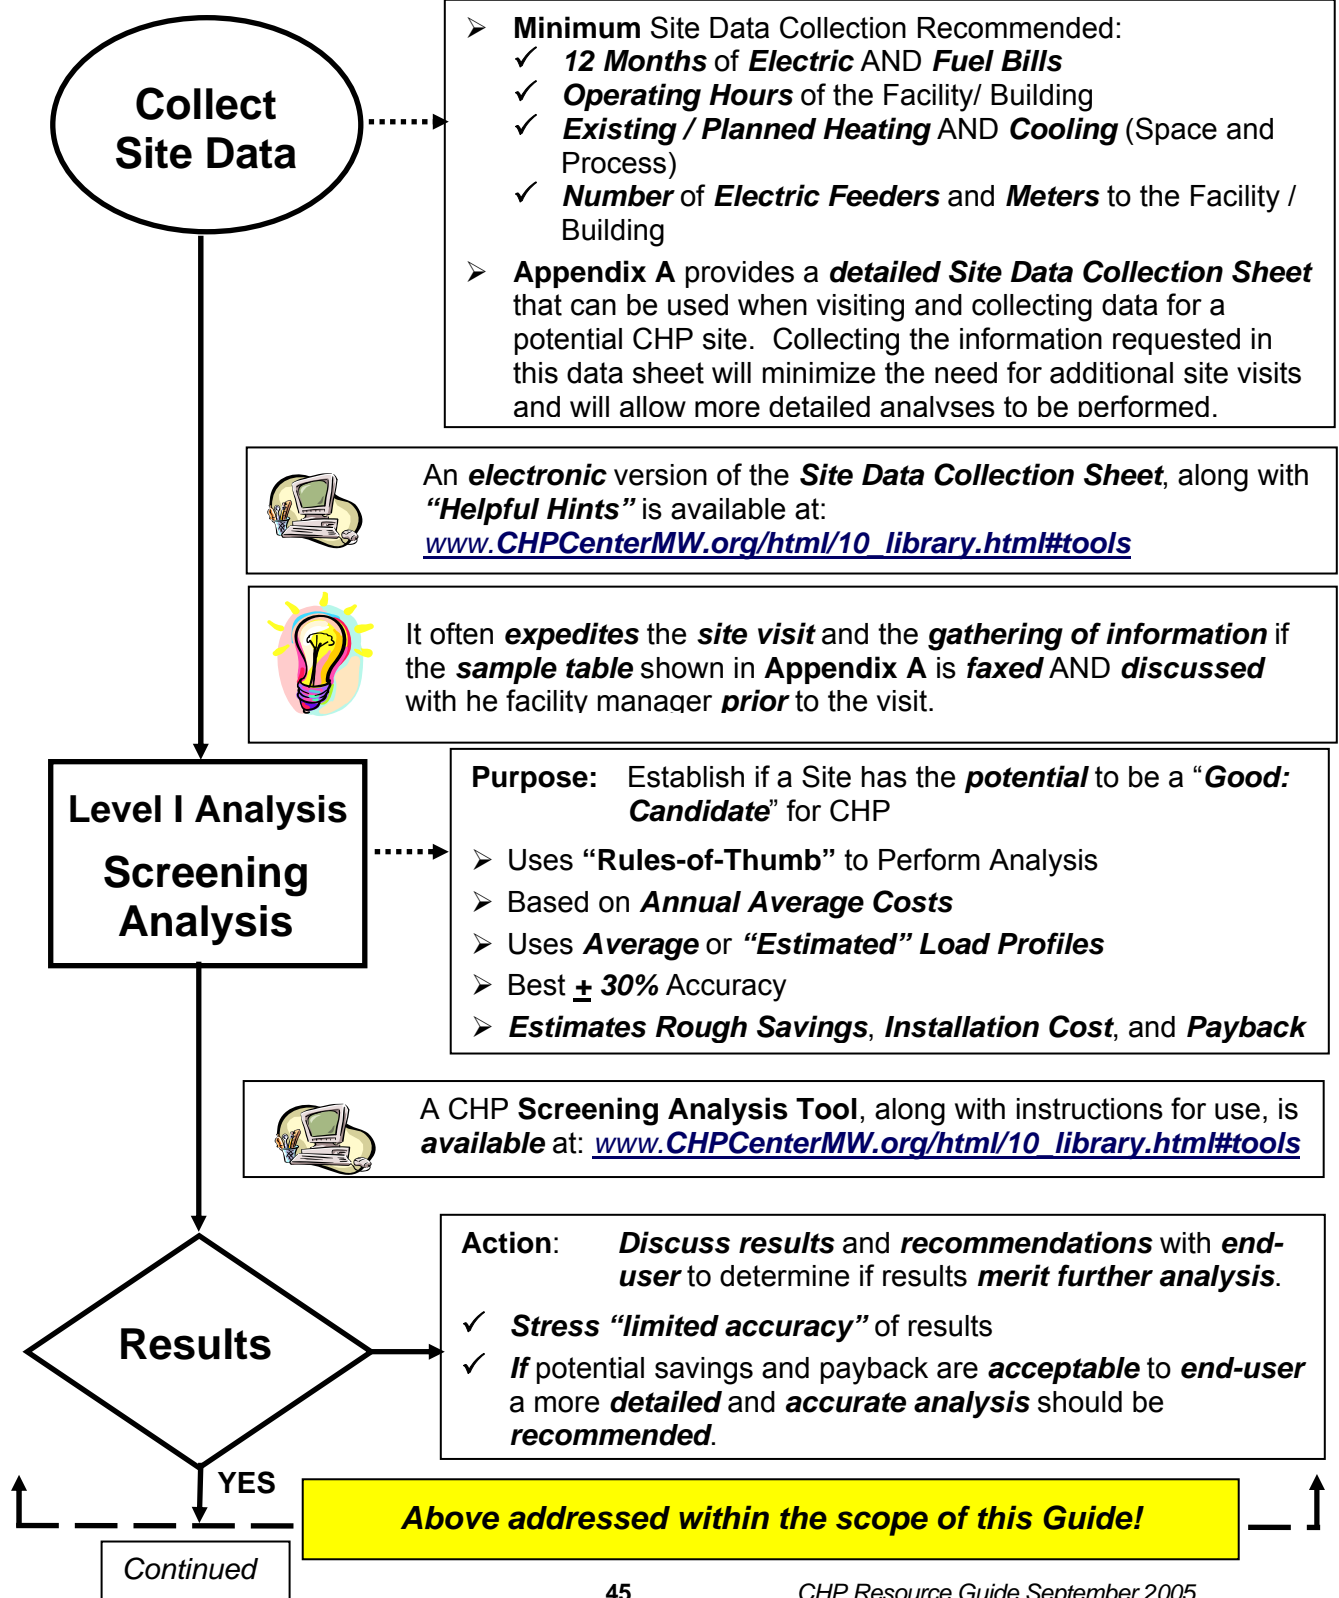 Collect
Site Data
➢ Minimum Site Data Collection Recommended:
✓ 12 Months of Electric AND Fuel Bills
✓ Operating Hours of the Facility/ Building
✓ Existing / Planned Heating AND Cooling (Space and
Process)
✓ Number of Electric Feeders and Meters to the Facility /
Building
➢ Appendix A provides a detailed Site Data Collection Sheet
that can be used when visiting and collecting data for a
potential CHP site. Collecting the information requested in
this data sheet will minimize the need for additional site visits
and will allow more detailed analyses to be performed.
An electronic version of the Site Data Collection Sheet, along with
“Helpful Hints” is available at:
www.CHPCenterMW.org/html/10_library.html#tools
It often expedites the site visit and the gathering of information if
the sample table shown in Appendix A is faxed AND discussed
with he facility manager prior to the visit.
Level I Analysis
Screening
Analysis
Purpose: Establish if a Site has the potential to be a “Good:
Candidate” for CHP
➢ Uses “Rules-of-Thumb” to Perform Analysis
➢ Based on Annual Average Costs
➢ Uses Average or “Estimated” Load Profiles
➢ Best ± 30% Accuracy
➢ Estimates Rough Savings, Installation Cost, and Payback
A CHP Screening Analysis Tool, along with instructions for use, is
available at: www.CHPCenterMW.org/html/10_library.html#tools
Results
Action: Discuss results and recommendations with end-
user to determine if results merit further analysis.
✓ Stress “limited accuracy” of results
✓ If potential savings and payback are acceptable to end-user
a more detailed and accurate analysis should be
recommended.
YES
Above addressed within the scope of this Guide!
Continued
45 CHP Resource Guide September 2005